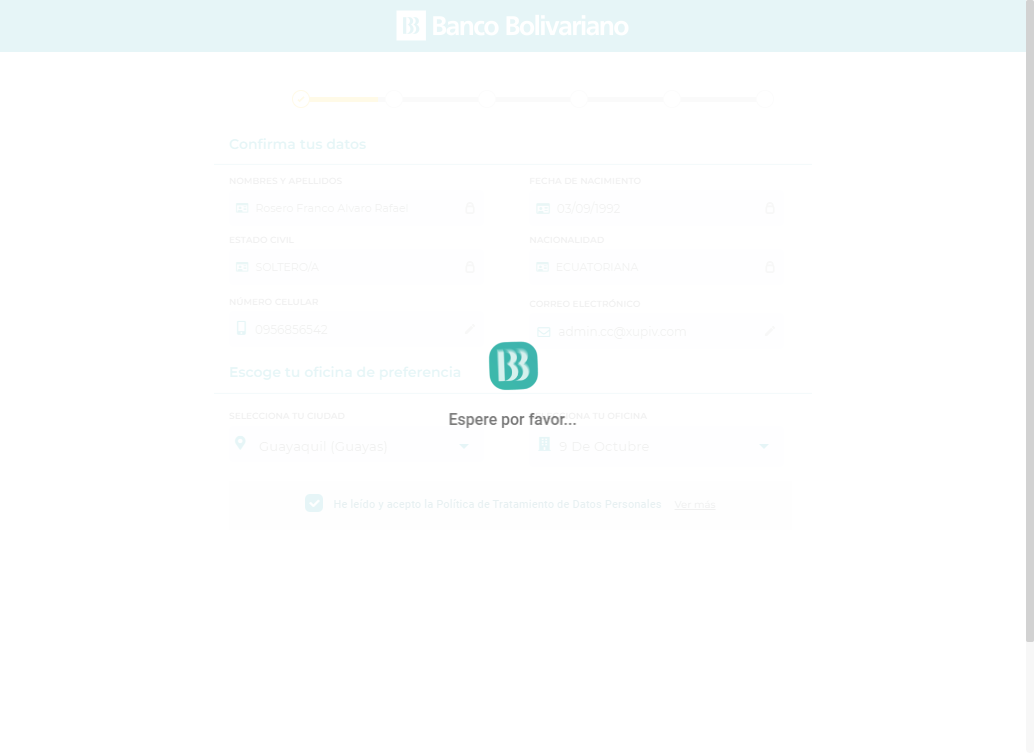 Banco Bolivariano
Confirma tus datos
NOMBRES Y APELLIDOS
FECHA DE NACIMIENTO
Rosero Franco Alvaro Rafael
03/09/1992
ESTADO CIVIL
NACIONALIDAD
SOLTERO/A
ECUATORIANA
NÚMERO CELULAR
CORREO ELECTRÓNICO
0956856542
admin.cc@xupiv.com
Escoge tu oficina de preferencia
Espere por favor...
SELECCIONA TU CIUDAD
TU OFICINA
Guayaquil (Guayas)
9 De Octubre
He leído y acepto la Política de Tratamiento de Datos Personales Ver más